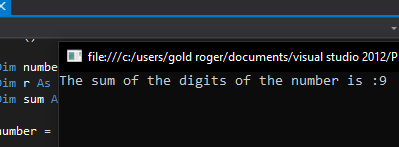 ()
Dim numbe
Dim r As
Dim sum A
number =
file:///c:/users/gold roger/documents/visual studio 2012/P
The sum of the digits of the number is :9